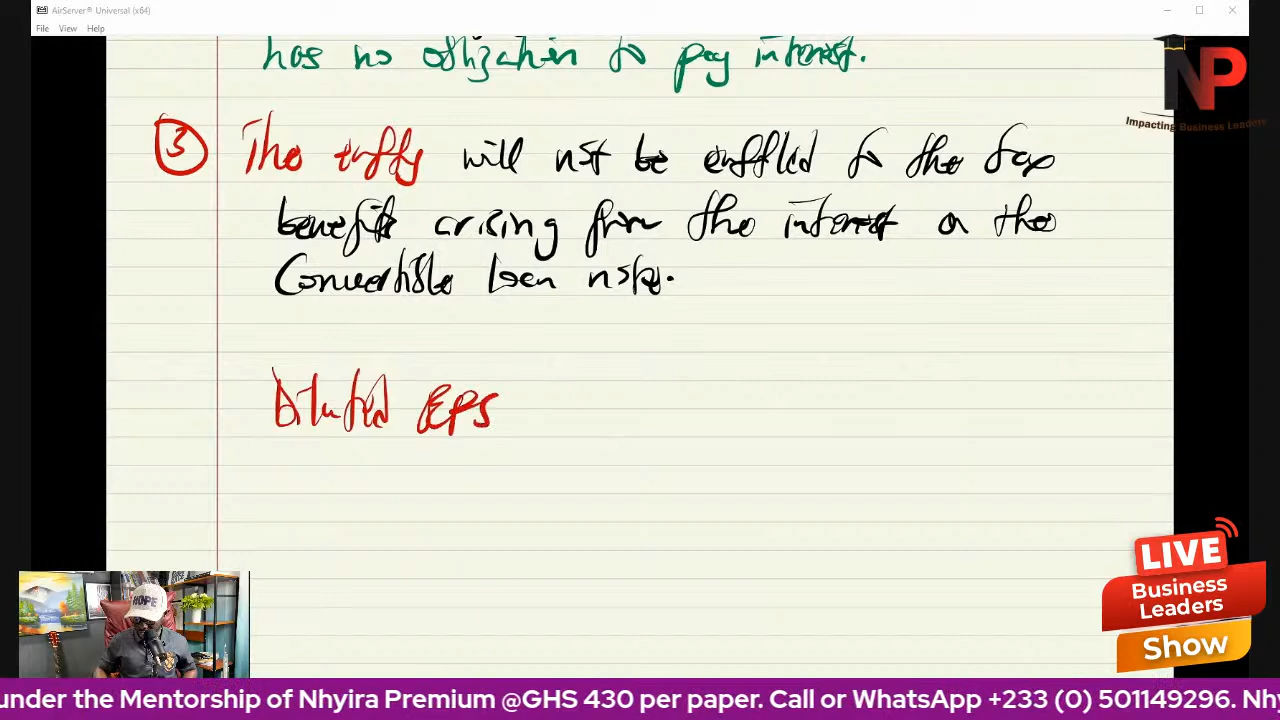 AirServer® Universal (x64)
File View Help
has no obligation to pay interest.
NP
Impacting Business Leaders
3 The entity will not be entitled to the tax
benefits arising from the interest on the
Convertible loan note.
Diluted EPS
HOPE
LIVE
Business
Leaders
Show
under the Mentorship of Nhyira Premium @GHS 430 per paper. Call or WhatsApp +233 (0) 501149296. Nhy